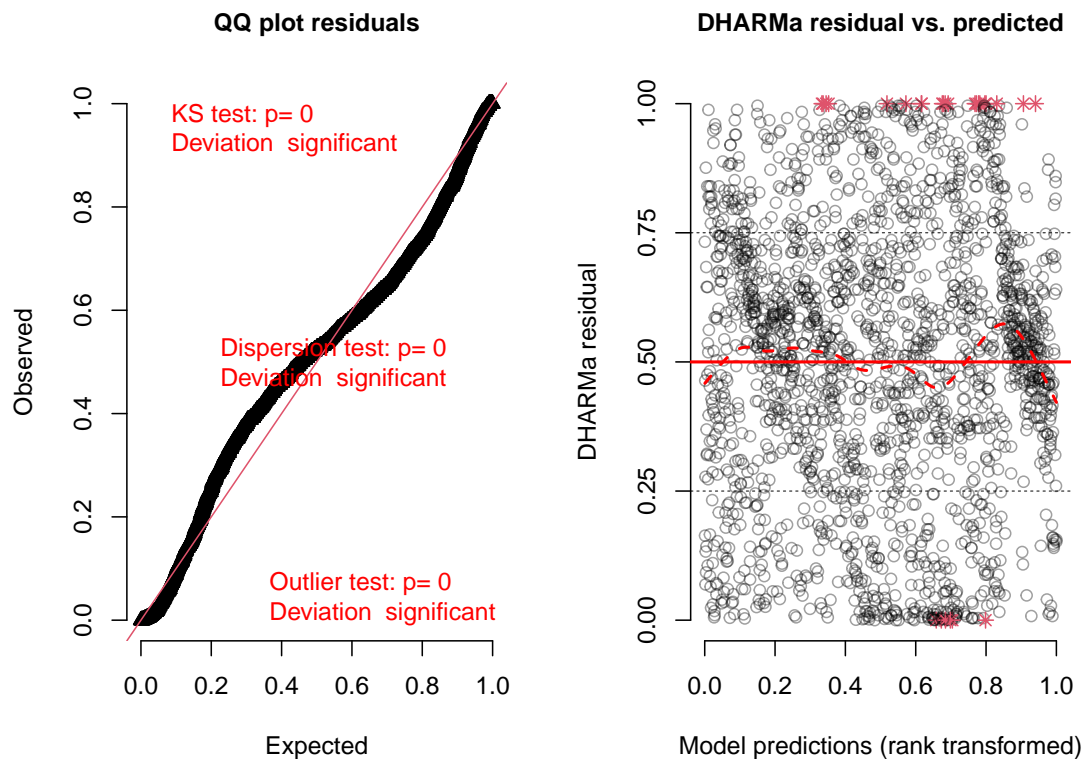 QQ plot residuals
KS test: p= 0
Deviation  significant
Dispersion test: p= 0
Deviation  significant
Outlier test: p= 0
Deviation  significant
Observed
0.0 0.2 0.4 0.6 0.8 1.0
0.0 0.2 0.4 0.6 0.8 1.0
Expected
DHARMa residual vs. predicted
DHARMa residual
0.00 0.25 0.50 0.75 1.00
0.0 0.2 0.4 0.6 0.8 1.0
Model predictions (rank transformed)